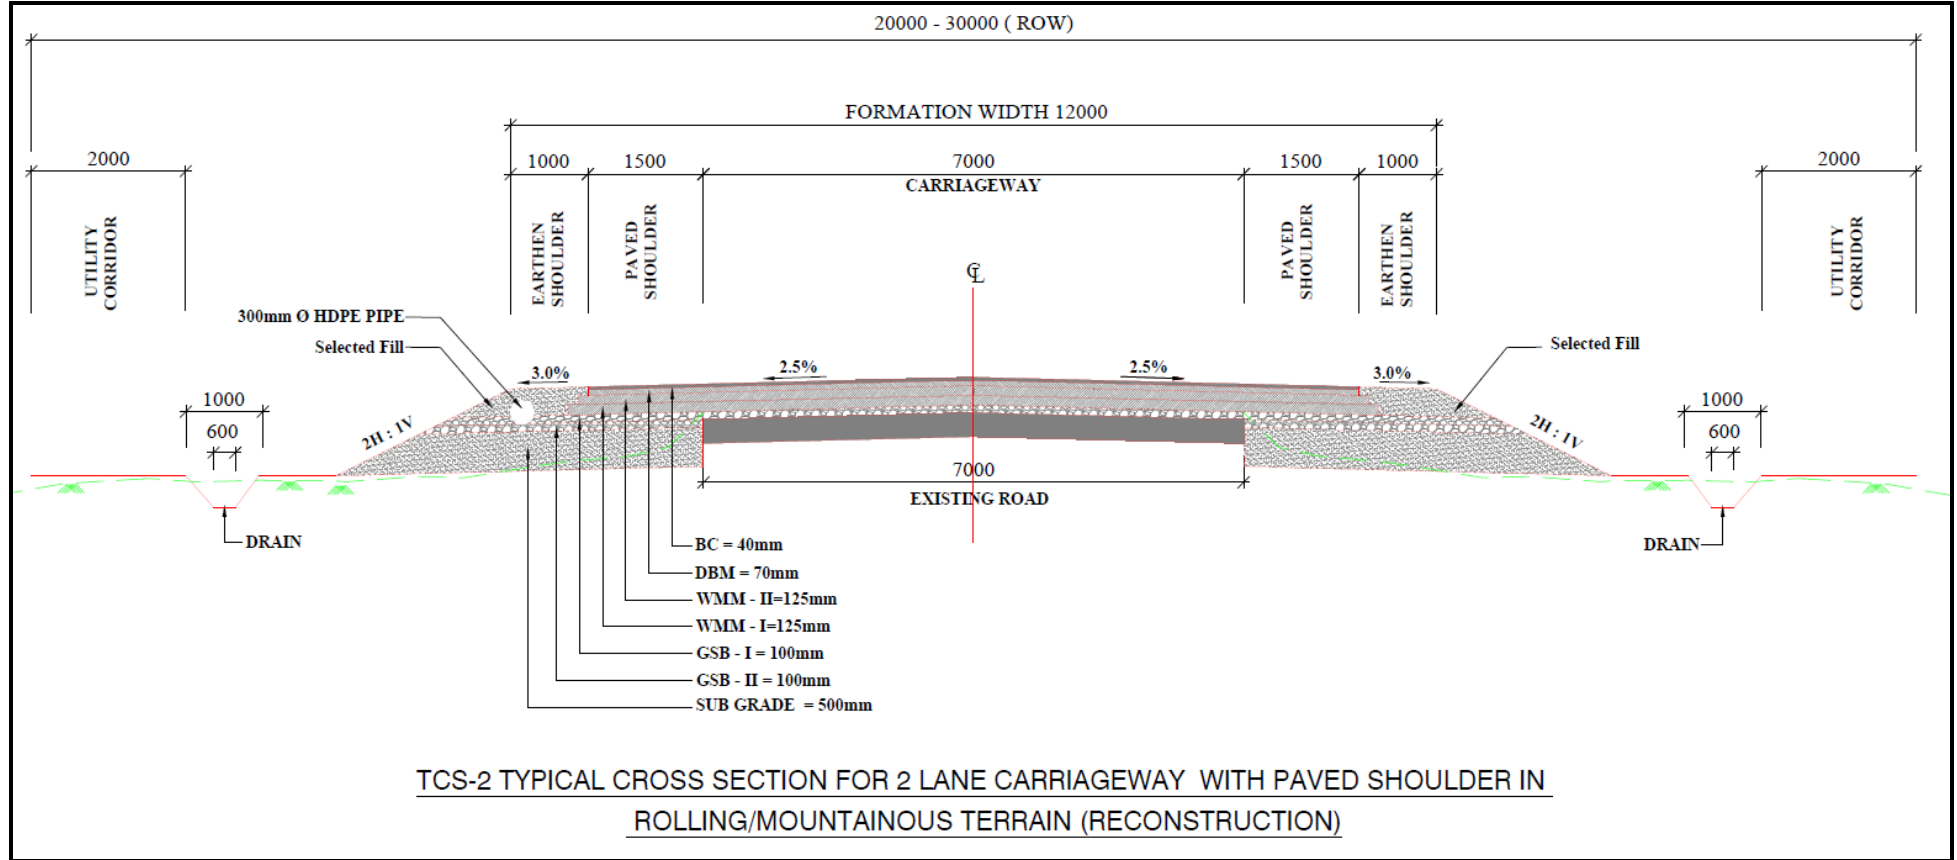 20000 - 30000 ( ROW)
FORMATION WIDTH 12000
2000
1000
1500
7000
1500
1000
2000
CARRIAGEWAY
UTILITY
CORRIDOR
EARTHEN
SHOULDER
PAVED
SHOULDER
PAVED
SHOULDER
EARTHEN
SHOULDER
UTILITY
CORRIDOR
℄
300mm Ø HDPE PIPE
Selected Fill
Selected Fill
3.0%
2.5%
2.5%
3.0%
1000
600
2H : 1V
2H : 1V
1000
600
7000
EXISTING ROAD
DRAIN
DRAIN
BC = 40mm
DBM = 70mm
WMM - II=125mm
WMM - I=125mm
GSB - I = 100mm
GSB - II = 100mm
SUB GRADE = 500mm
TCS-2 TYPICAL CROSS SECTION FOR 2 LANE CARRIAGEWAY WITH PAVED SHOULDER IN
ROLLING/MOUNTAINOUS TERRAIN (RECONSTRUCTION)